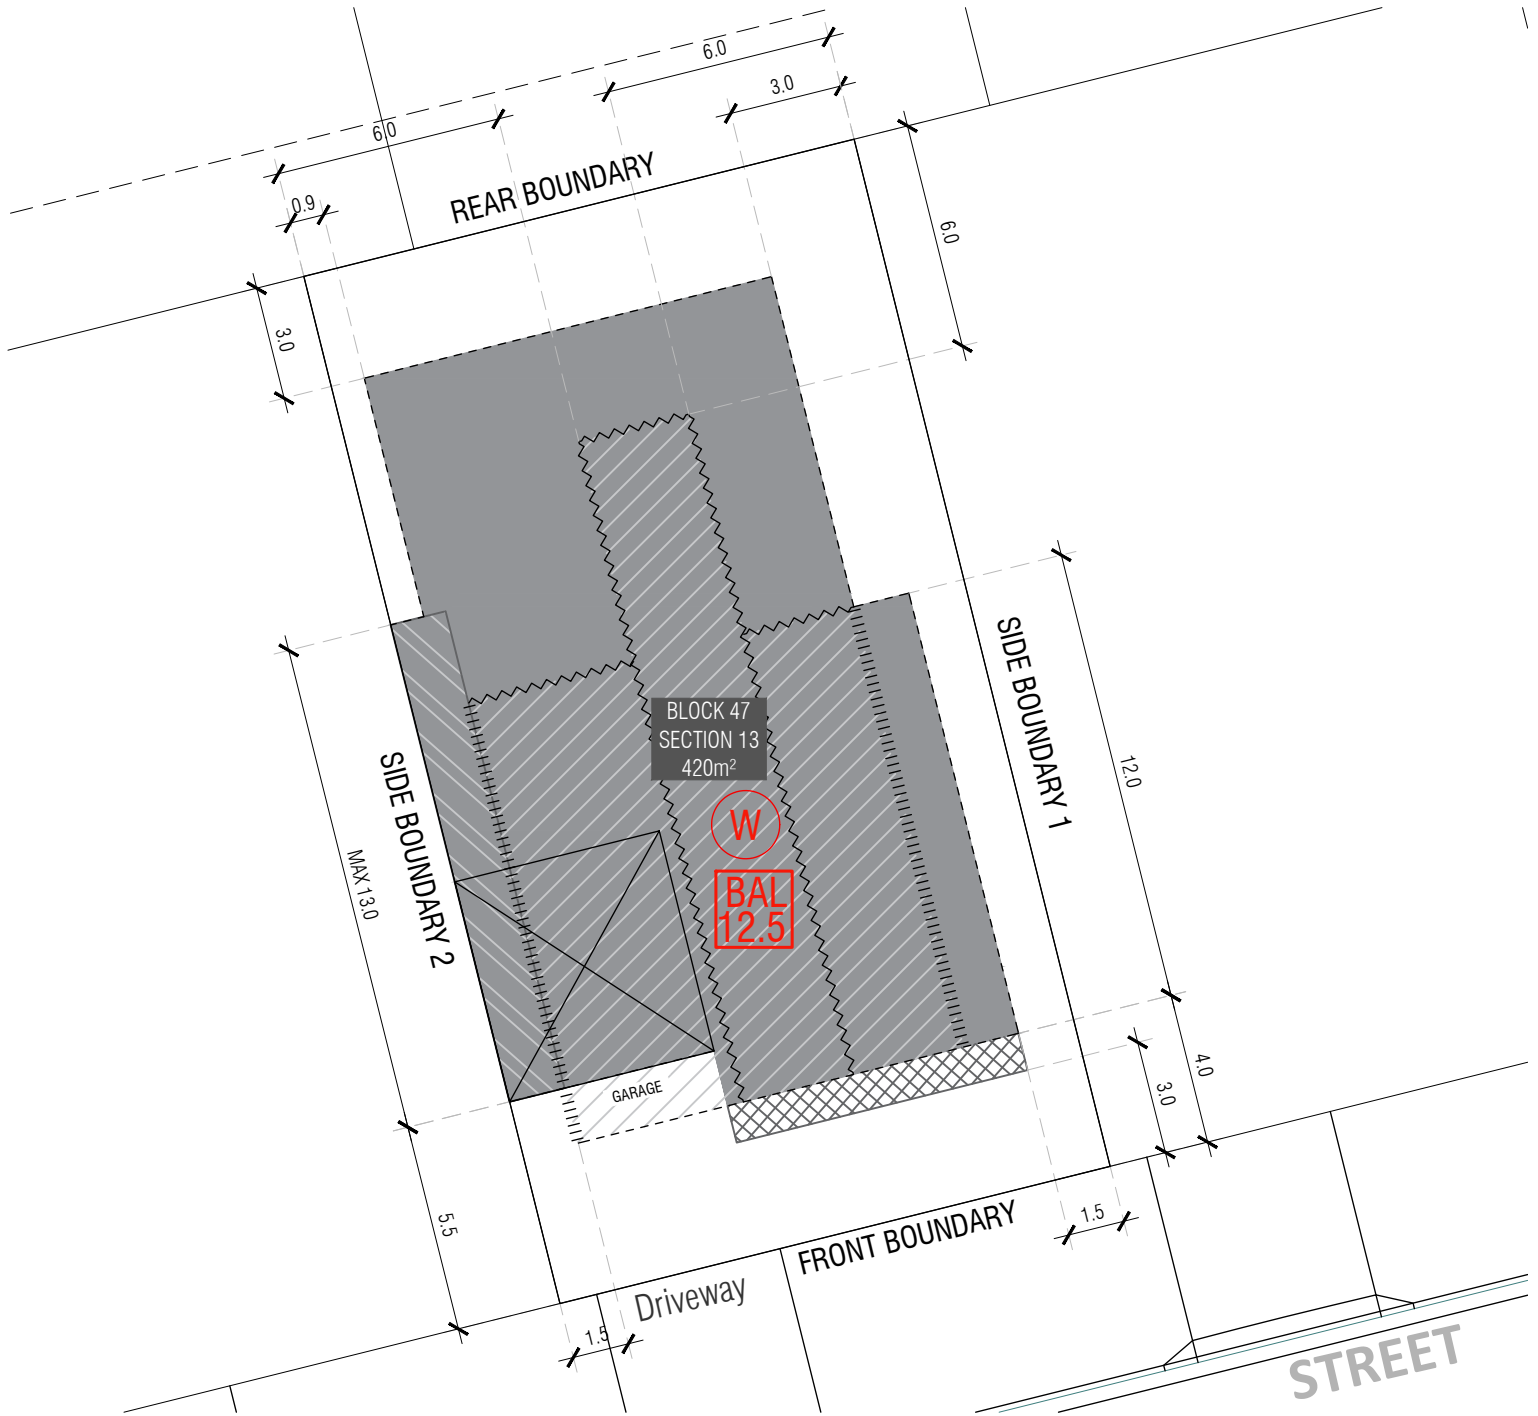 6.0
3.0
6.0
0.9
REAR BOUNDARY
6.0
3.0
SIDE BOUNDARY 1
BLOCK 47
SECTION 13
420m²
12.0
SIDE BOUNDARY 2
W
MAX 13.0
BAL
12.5
4.0
3.0
GARAGE
5.5
1.5
FRONT BOUNDARY
Driveway
1.5
STREET